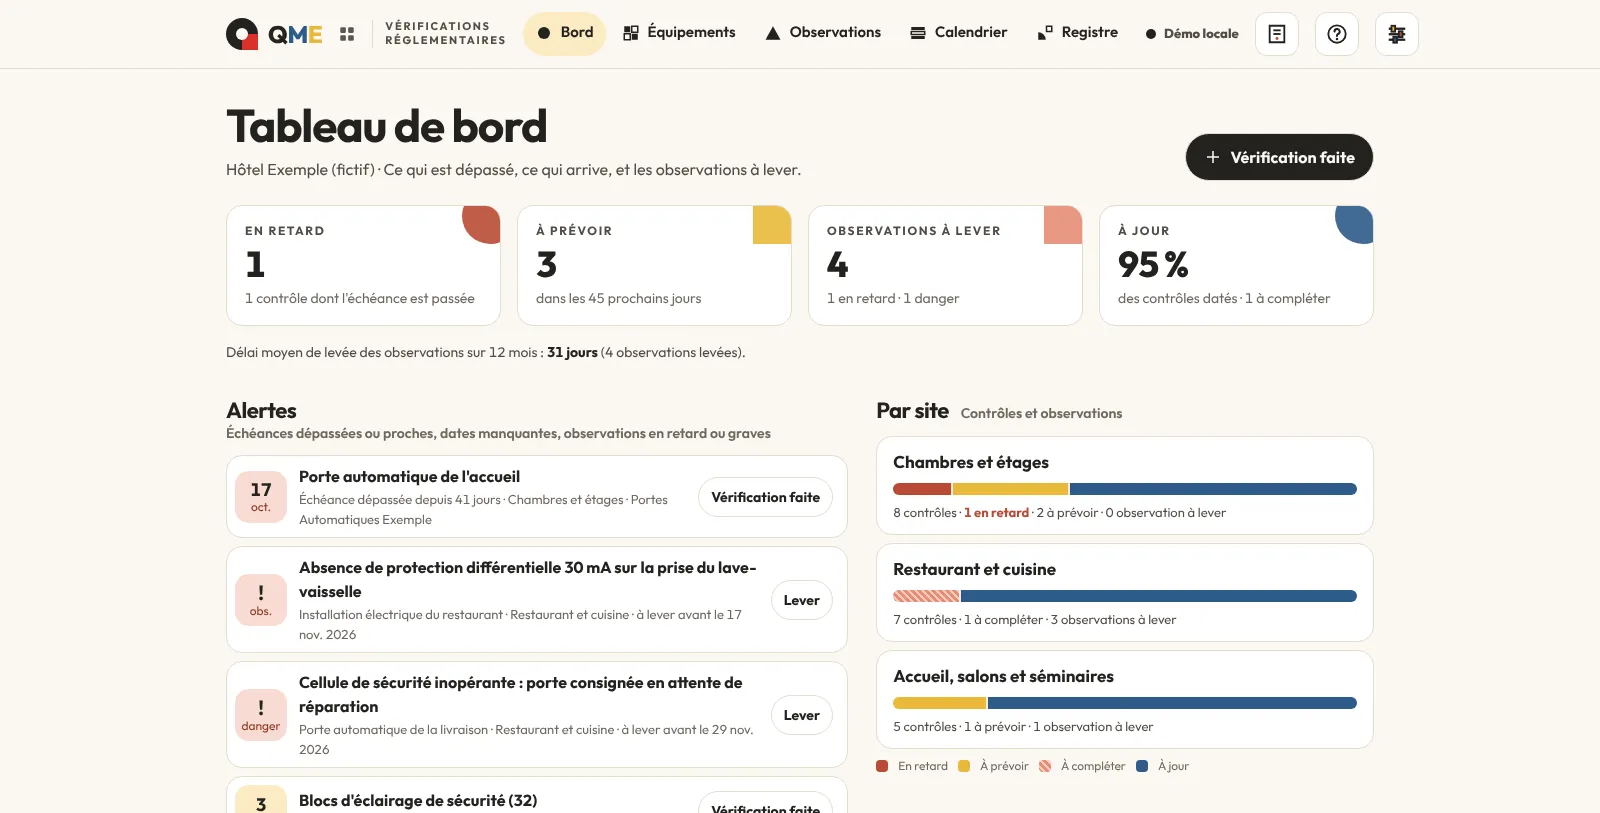 QME
VÉRIFICATIONS
RÉGLEMENTAIRES
Bord
Équipements
Observations
Calendrier
Registre
Démo locale
Tableau de bord
Hôtel Exemple (fictif) · Ce qui est dépassé, ce qui arrive, et les observations à lever.
+ Vérification faite
EN RETARD
1
1 contrôle dont l'échéance est passée
À PRÉVOIR
3
dans les 45 prochains jours
OBSERVATIONS À LEVER
4
1 en retard · 1 danger
À JOUR
95 %
des contrôles datés · 1 à compléter
Délai moyen de levée des observations sur 12 mois : 31 jours (4 observations levées).
Alertes
Échéances dépassées ou proches, dates manquantes, observations en retard ou graves
17
oct.
Porte automatique de l'accueil
Échéance dépassée depuis 41 jours · Chambres et étages · Portes
Automatiques Exemple
Vérification faite
!
obs.
Absence de protection différentielle 30 mA sur la prise du lave-
vaisselle
Installation électrique du restaurant · Restaurant et cuisine · à lever avant le 17
nov. 2026
Lever
!
danger
Cellule de sécurité inopérante : porte consignée en attente de
réparation
Porte automatique de la livraison · Restaurant et cuisine · à lever avant le 29 nov.
2026
Lever
3
Blocs d'éclairage de sécurité (32)
Vérification faite
Par site
Contrôles et observations
Chambres et étages
8 contrôles · 1 en retard · 2 à prévoir · 0 observation à lever
Restaurant et cuisine
7 contrôles · 1 à compléter · 3 observations à lever
Accueil, salons et séminaires
5 contrôles · 1 à prévoir · 1 observation à lever
En retard
À prévoir
À compléter
À jour